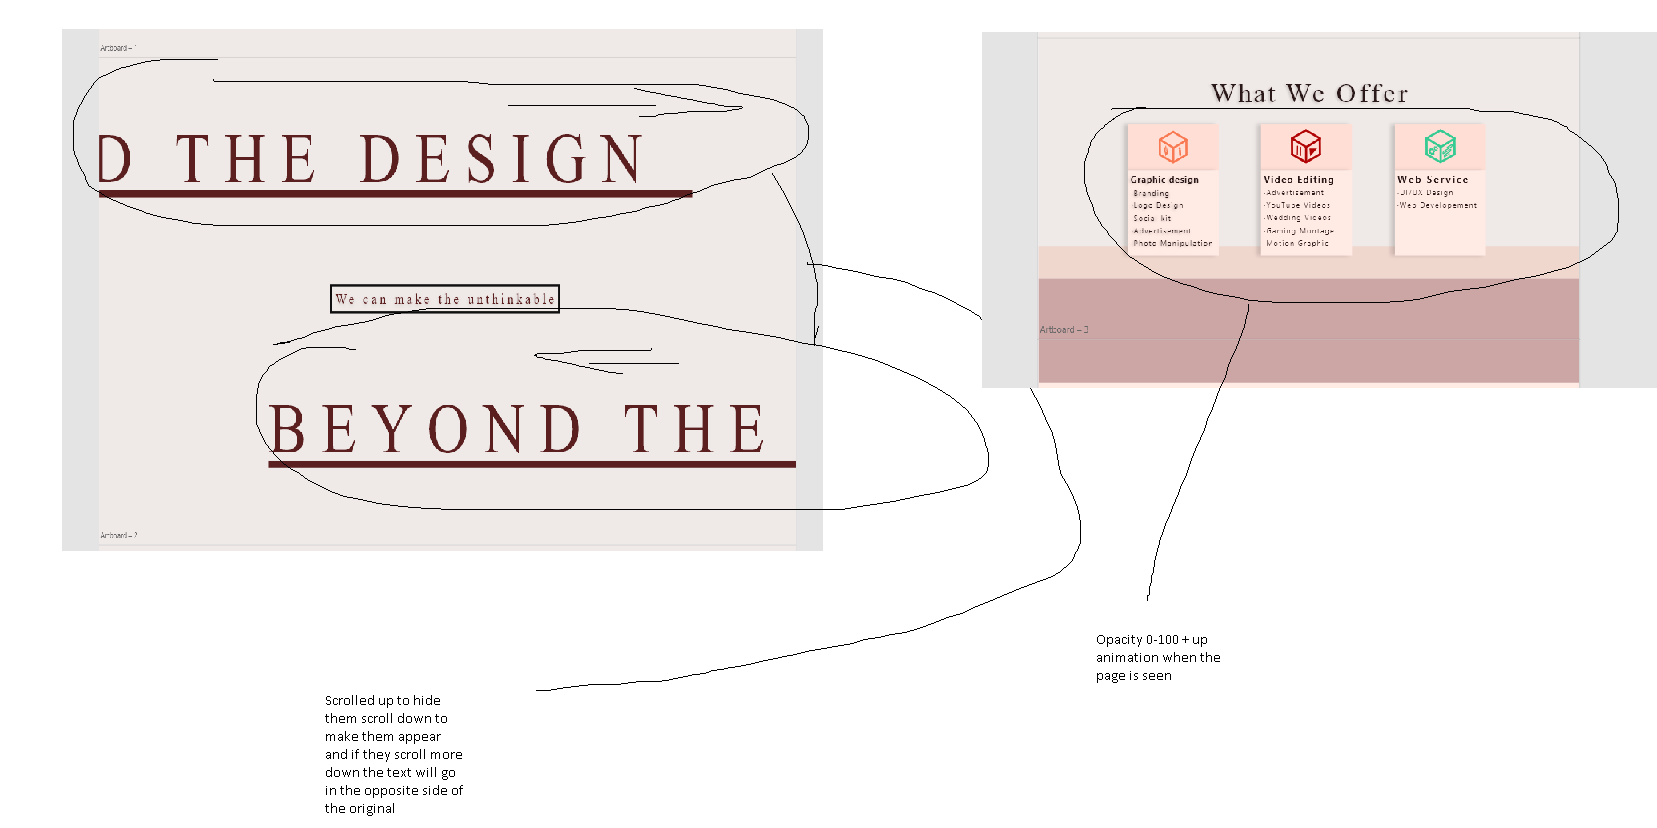 Artboard – 1
D THE DESIGN
We can make the unthinkable
BEYOND THE
Artboard – 2
What We Offer
Graphic design
Branding
Logo Design
Social kit
Advertisement
Photo Manipulation
Video Editing
-Advertisement
-YouTube Videos
-Wedding Videos
-Gaming Montage
Motion Graphic
Web Service
-UI/UX Design
-Web Developement
Artboard – 3
Opacity 0-100 + up
animation when the
page is seen
Scrolled up to hide
them scroll down to
make them appear
and if they scroll more
down the text will go
in the opposite side of
the original